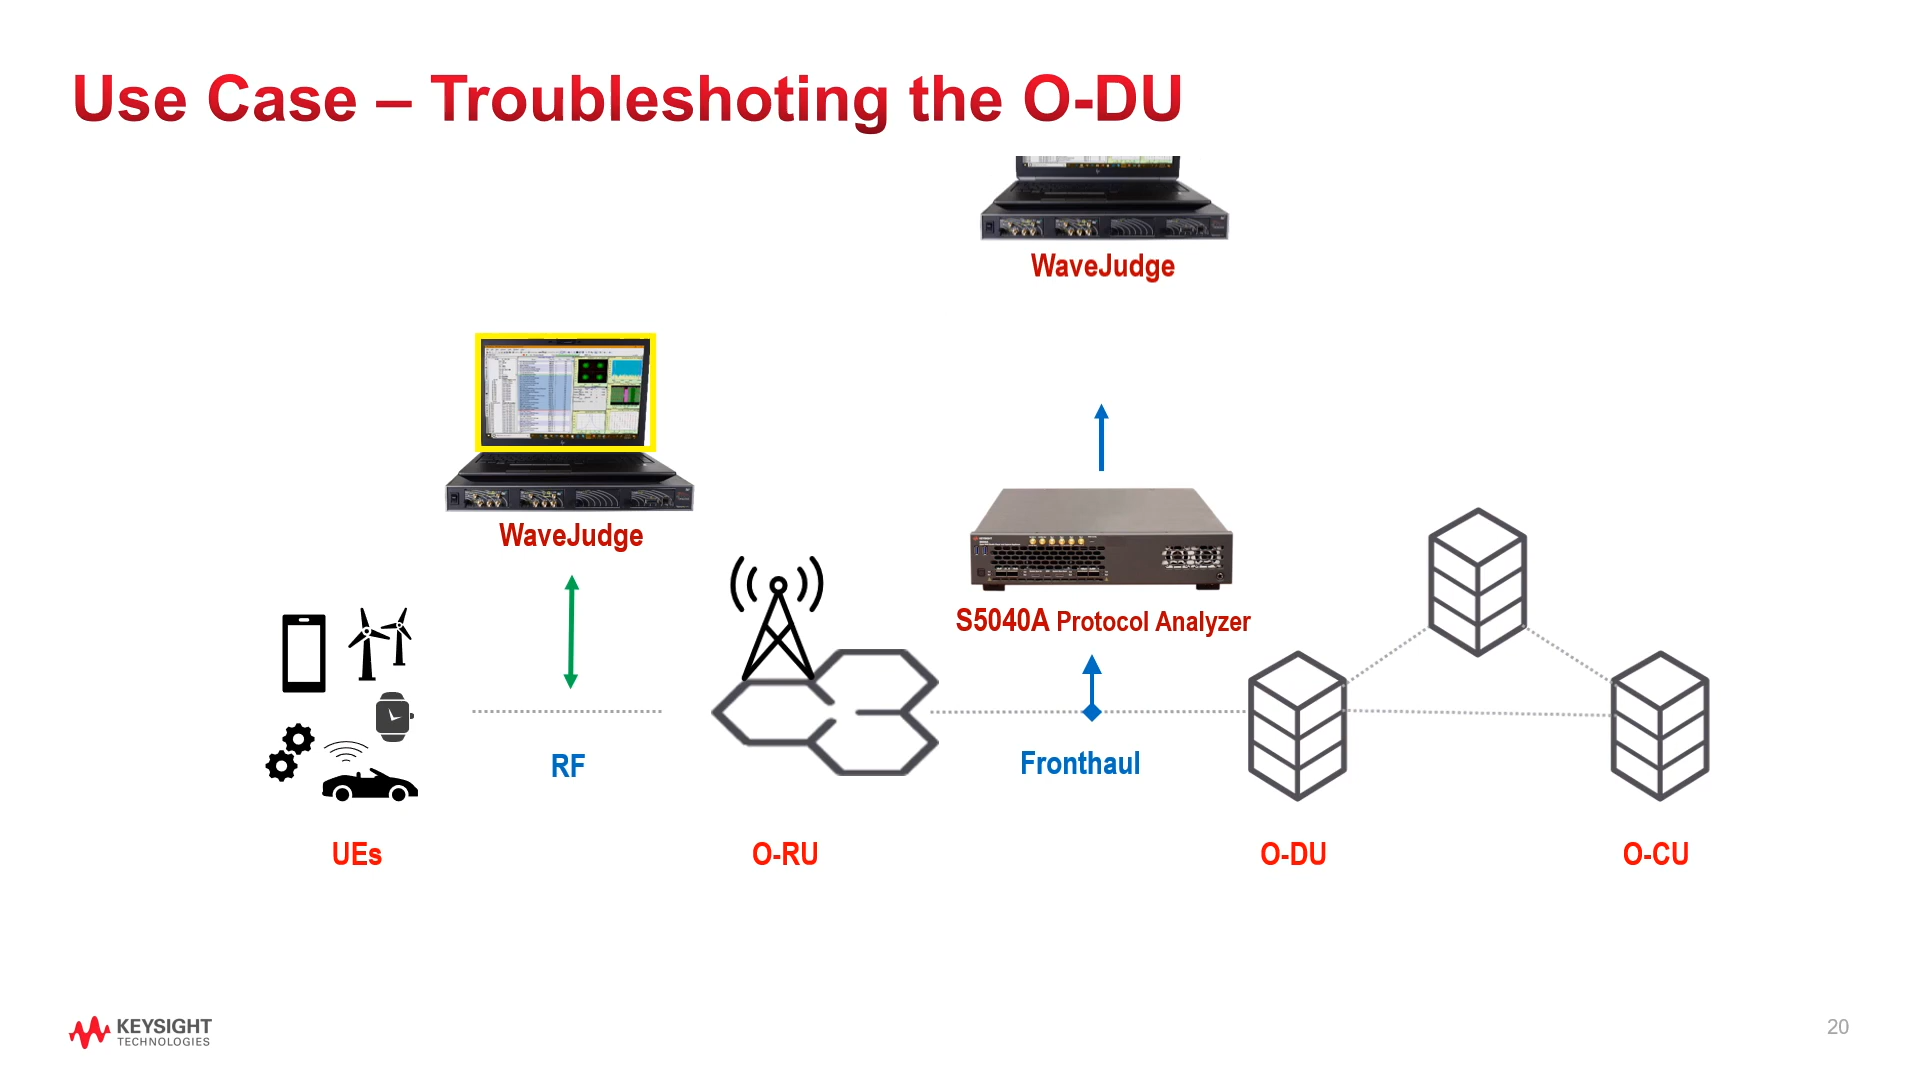 Use Case – Troubleshoting the O-DU
WaveJudge
WaveJudge
S5040A Protocol Analyzer
RF
Fronthaul
UEs
O-RU
O-DU
O-CU
KEYSIGHT
TECHNOLOGIES
20